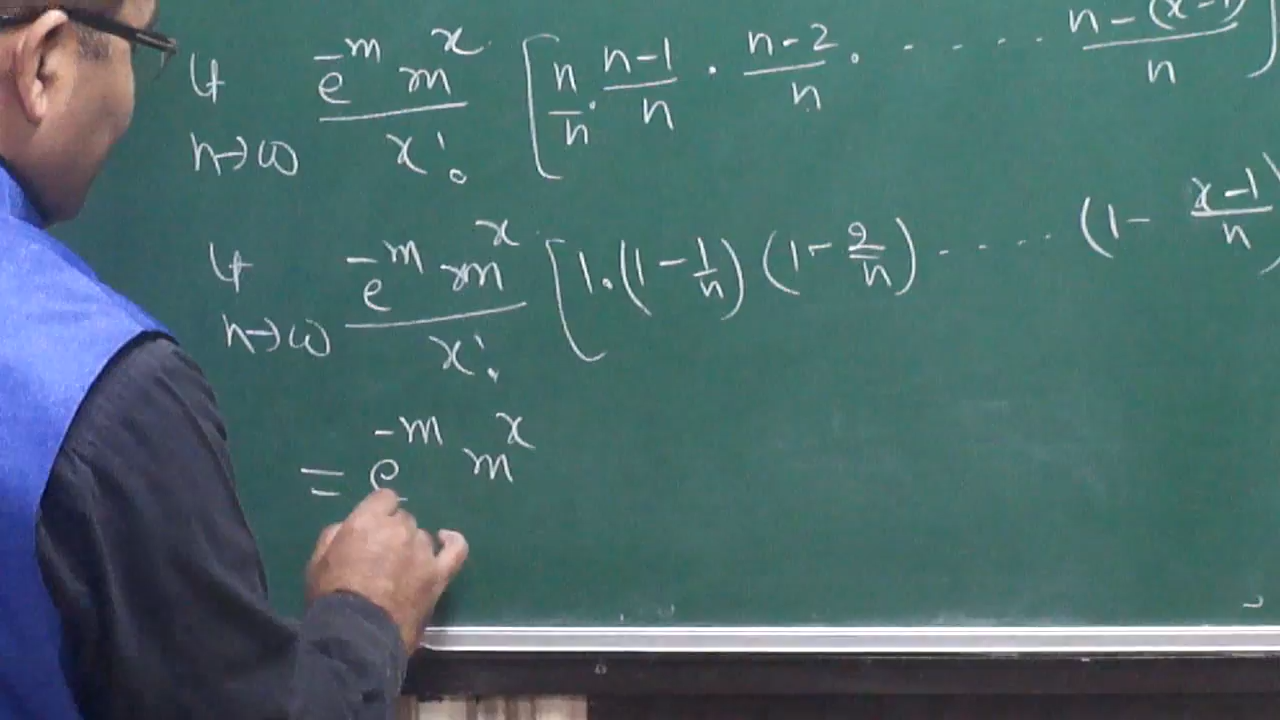 Lt n→∞ e^{-m} m^x / x! [n/n · (n-1)/n · (n-2)/n · ..... (n-(x-1))/n]
Lt n→∞ e^{-m} m^x / x! [1·(1-1/n)(1-2/n) ..... (1-(x-1)/n)
= e^{-m} m^x